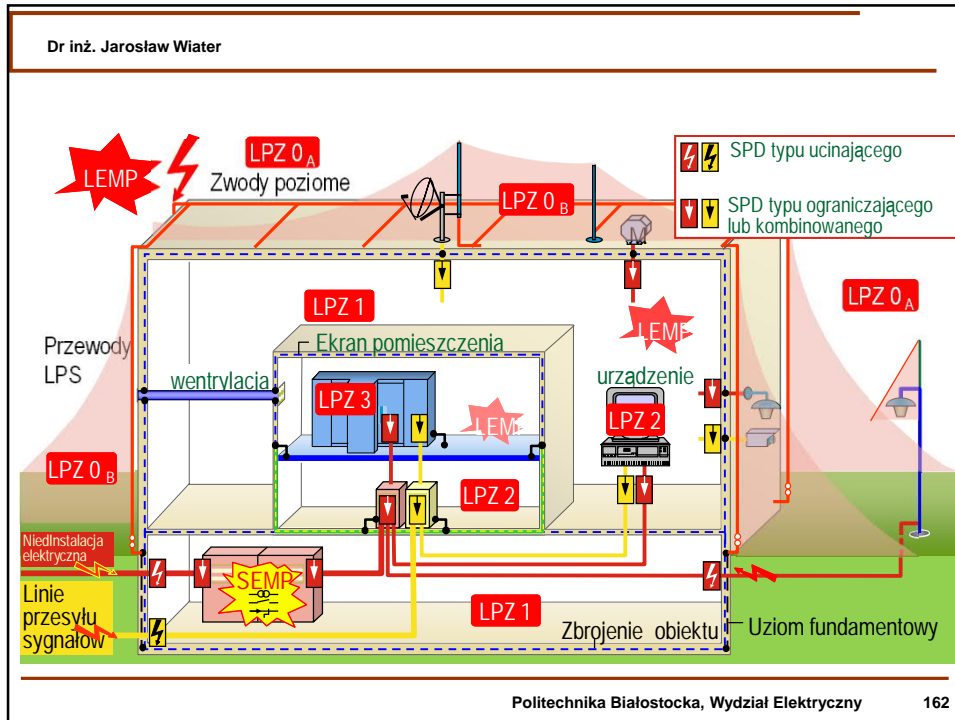 Dr inż. Jarosław Wiater
LEMP
LPZ 0A
Zwody poziome
LPZ 0B
SPD typu ucinającego
SPD typu ograniczającego
lub kombinowanego
M
LPZ 0A
LPZ 1
LEMP
Przewody
LPS
Ekran pomieszczenia
wentrylacja
urządzenie
LPZ 3
LPZ 2
LEMP
LPZ 0B
LPZ 2
NiedInstalacja
elektryczna
SEMP
Linie
przesyłu
sygnałów
LPZ 1
Zbrojenie obiektu
Uziom fundamentowy
Politechnika Białostocka, Wydział Elektryczny 162